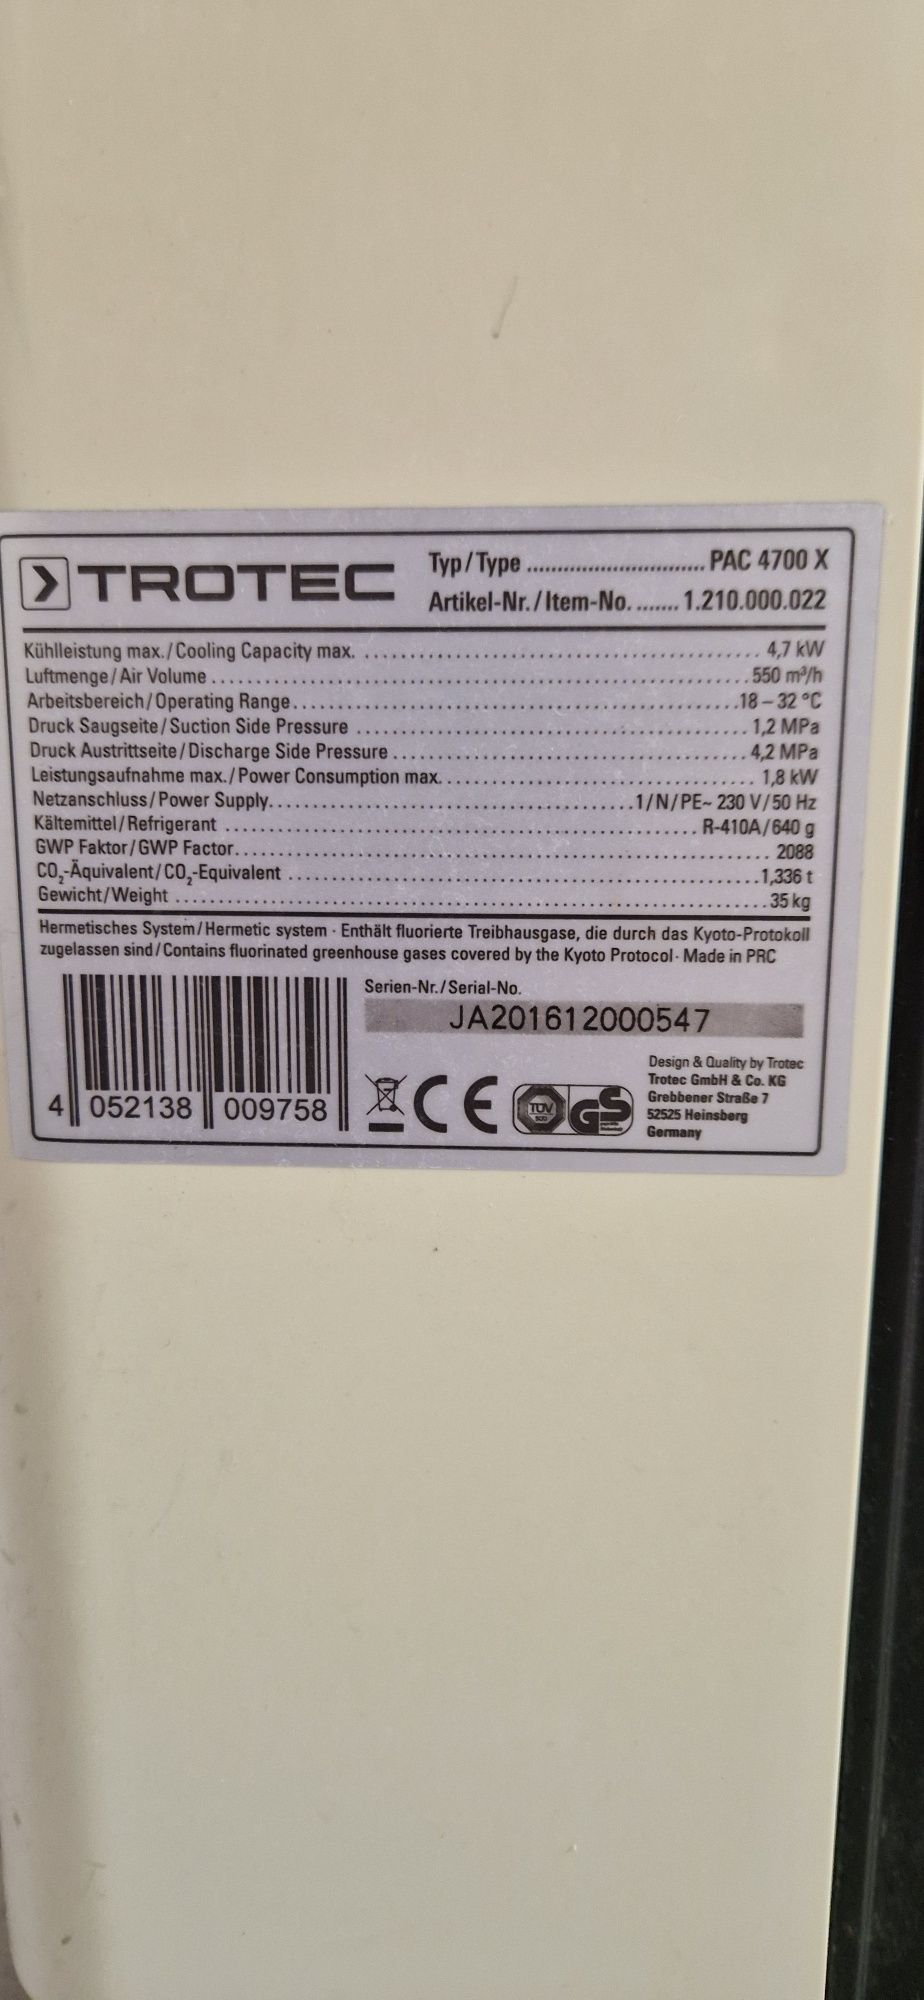 TROTEC
Typ/Type ............................... PAC 4700 X
Artikel-Nr./Item-No. ........ 1.210.000.022
Kühlleistung max./Cooling Capacity max. ........ 4,7 kW
Luftmenge/Air Volume ........ 550 m³/h
Arbeitsbereich/Operating Range ........ 18 – 32 °C
Druck Saugseite/Suction Side Pressure ........ 1,2 MPa
Druck Austrittseite/Discharge Side Pressure ........ 4,2 MPa
Leistungsaufnahme max./Power Consumption max. ........ 1,8 kW
Netzanschluss/Power Supply ........ 1/N/PE~ 230 V/50 Hz
Kältemittel/Refrigerant ........ R-410A/640 g
GWP Faktor/GWP Factor ........ 2088
CO₂-Äquivalent/CO₂-Equivalent ........ 1,336 t
Gewicht/Weight ........ 35 kg
Hermetisches System/Hermetic system · Enthält fluorierte Treibhausgase, die durch das Kyoto-Protokoll
zugelassen sind/Contains fluorinated greenhouse gases covered by the Kyoto Protocol · Made in PRC
Serien-Nr./Serial-No.
JA201612000547
4 052138 009758
CE
TÜV
SÜD
GS
Design & Quality by Trotec
Trotec GmbH & Co. KG
Grebbener Straße 7
52525 Heinsberg
Germany